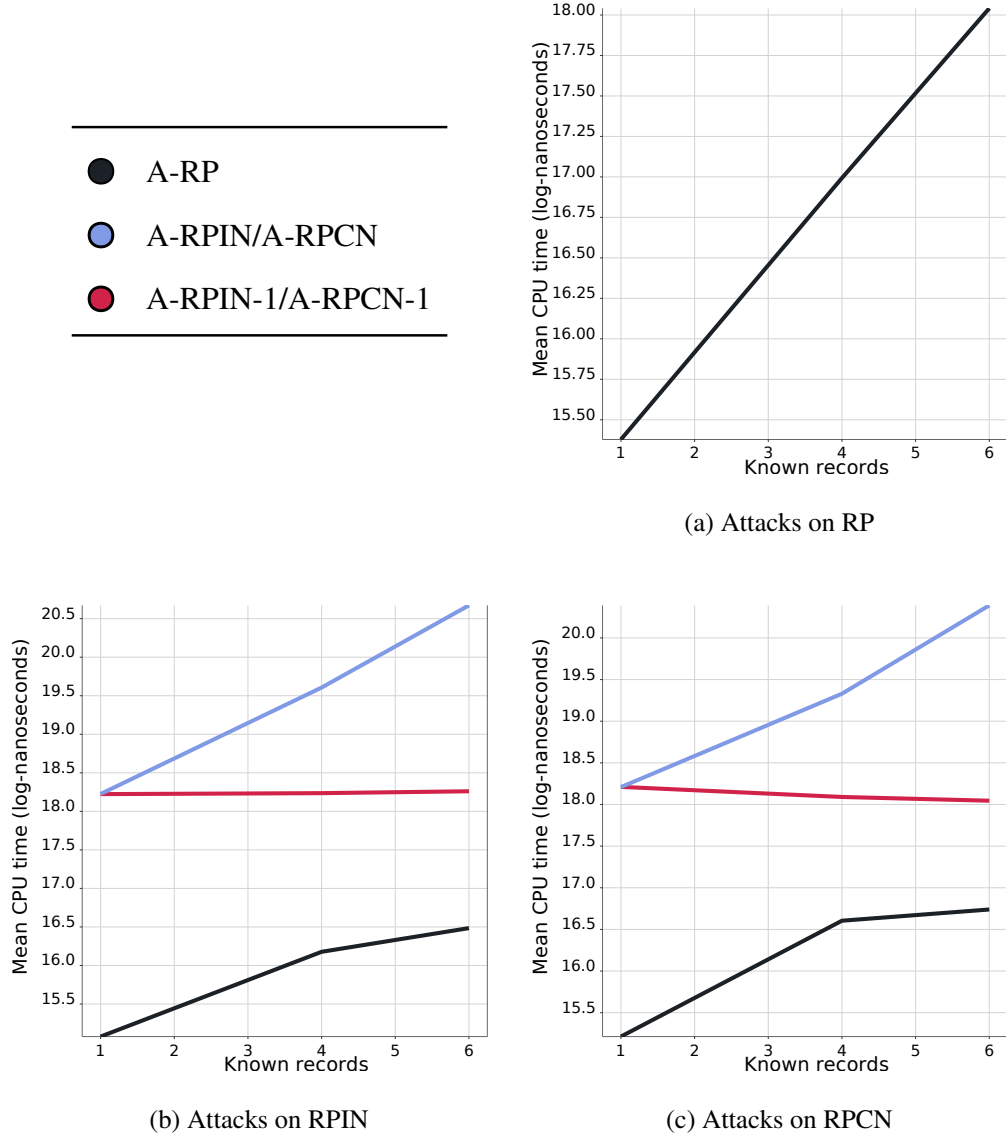 A-RP
A-RPIN/A-RPCN
A-RPIN-1/A-RPCN-1
Mean CPU time (log-nanoseconds)
18.00
17.75
17.50
17.25
17.00
16.75
16.50
16.25
16.00
15.75
15.50
1 2 3 4 5 6
Known records
(a) Attacks on RP
Mean CPU time (log-nanoseconds)
20.5
20.0
19.5
19.0
18.5
18.0
17.5
17.0
16.5
16.0
15.5
1 2 3 4 5 6
Known records
(b) Attacks on RPIN
Mean CPU time (log-nanoseconds)
20.0
19.5
19.0
18.5
18.0
17.5
17.0
16.5
16.0
15.5
1 2 3 4 5 6
Known records
(c) Attacks on RPCN